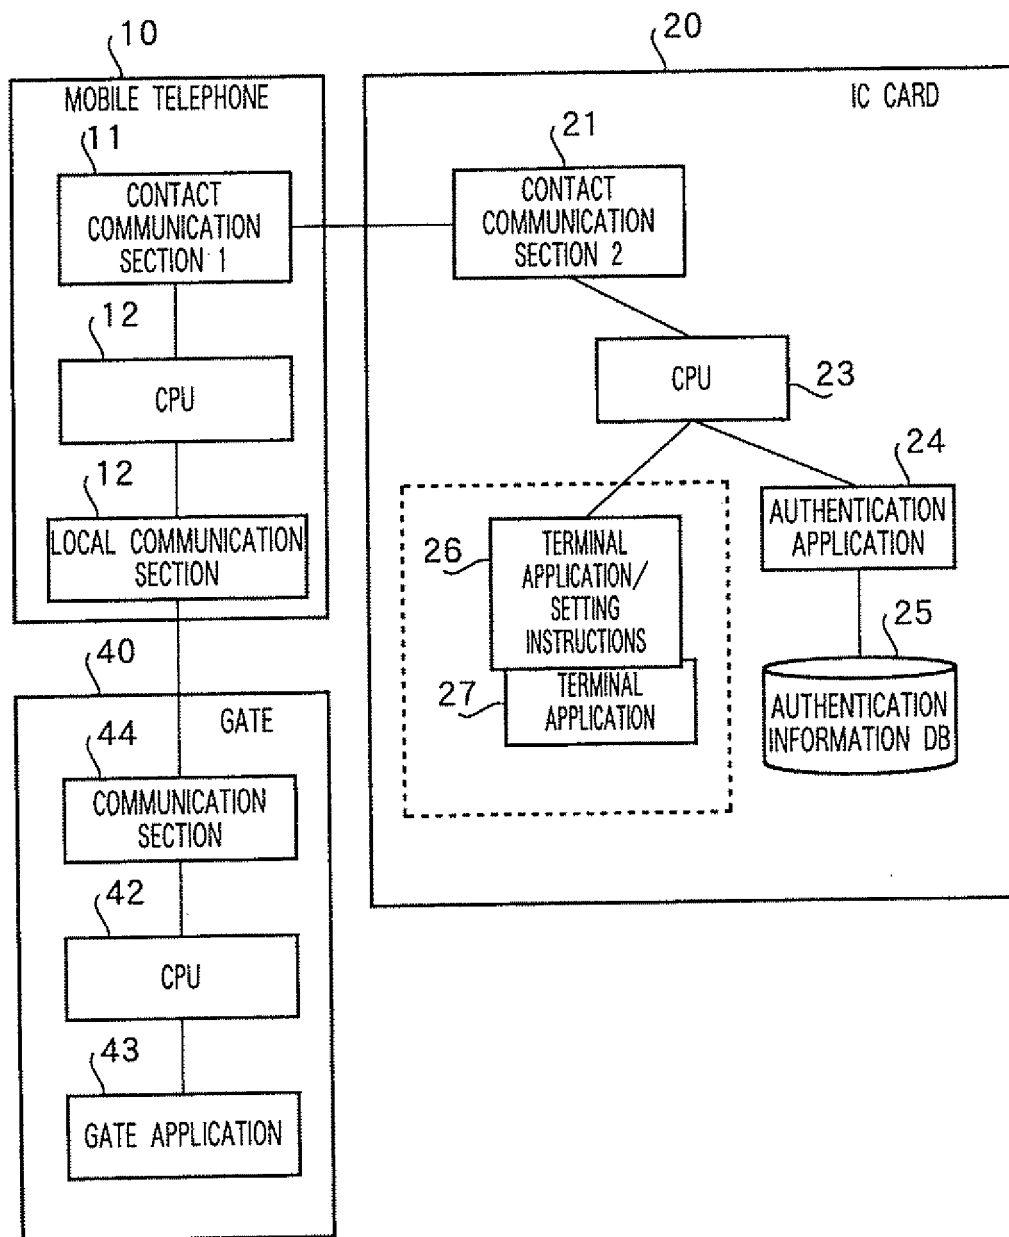 10
MOBILE TELEPHONE
11
CONTACT
COMMUNICATION
SECTION 1
12
CPU
12
LOCAL COMMUNICATION
SECTION
20
IC CARD
21
CONTACT
COMMUNICATION
SECTION 2
CPU
23
24
AUTHENTICATION
APPLICATION
26
TERMINAL
APPLICATION/
SETTING
INSTRUCTIONS
27
TERMINAL
APPLICATION
25
AUTHENTICATION
INFORMATION DB
40
GATE
44
COMMUNICATION
SECTION
42
CPU
43
GATE APPLICATION